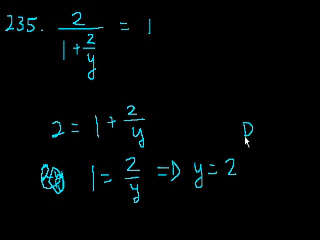 235. 2 / (1 + 2/y) = 1
2 = 1 + 2/y D
1 = 2/y => y = 2